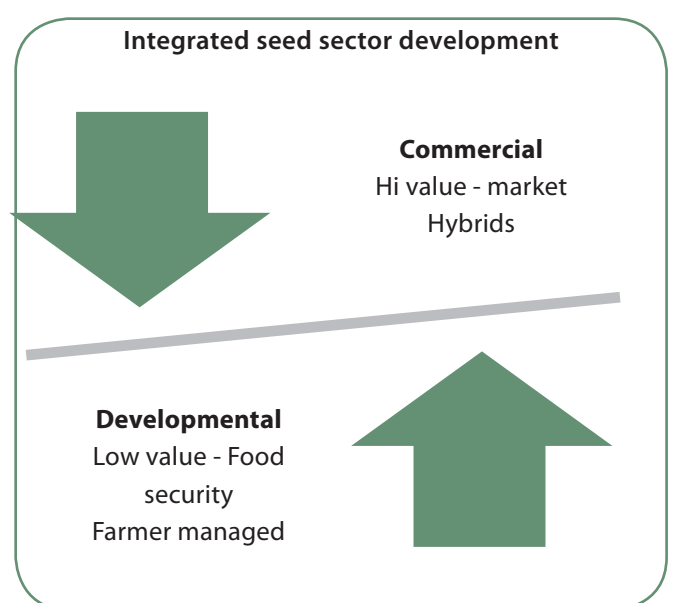 Integrated seed sector development
Commercial
Hi value - market
Hybrids
Developmental
Low value - Food
security
Farmer managed